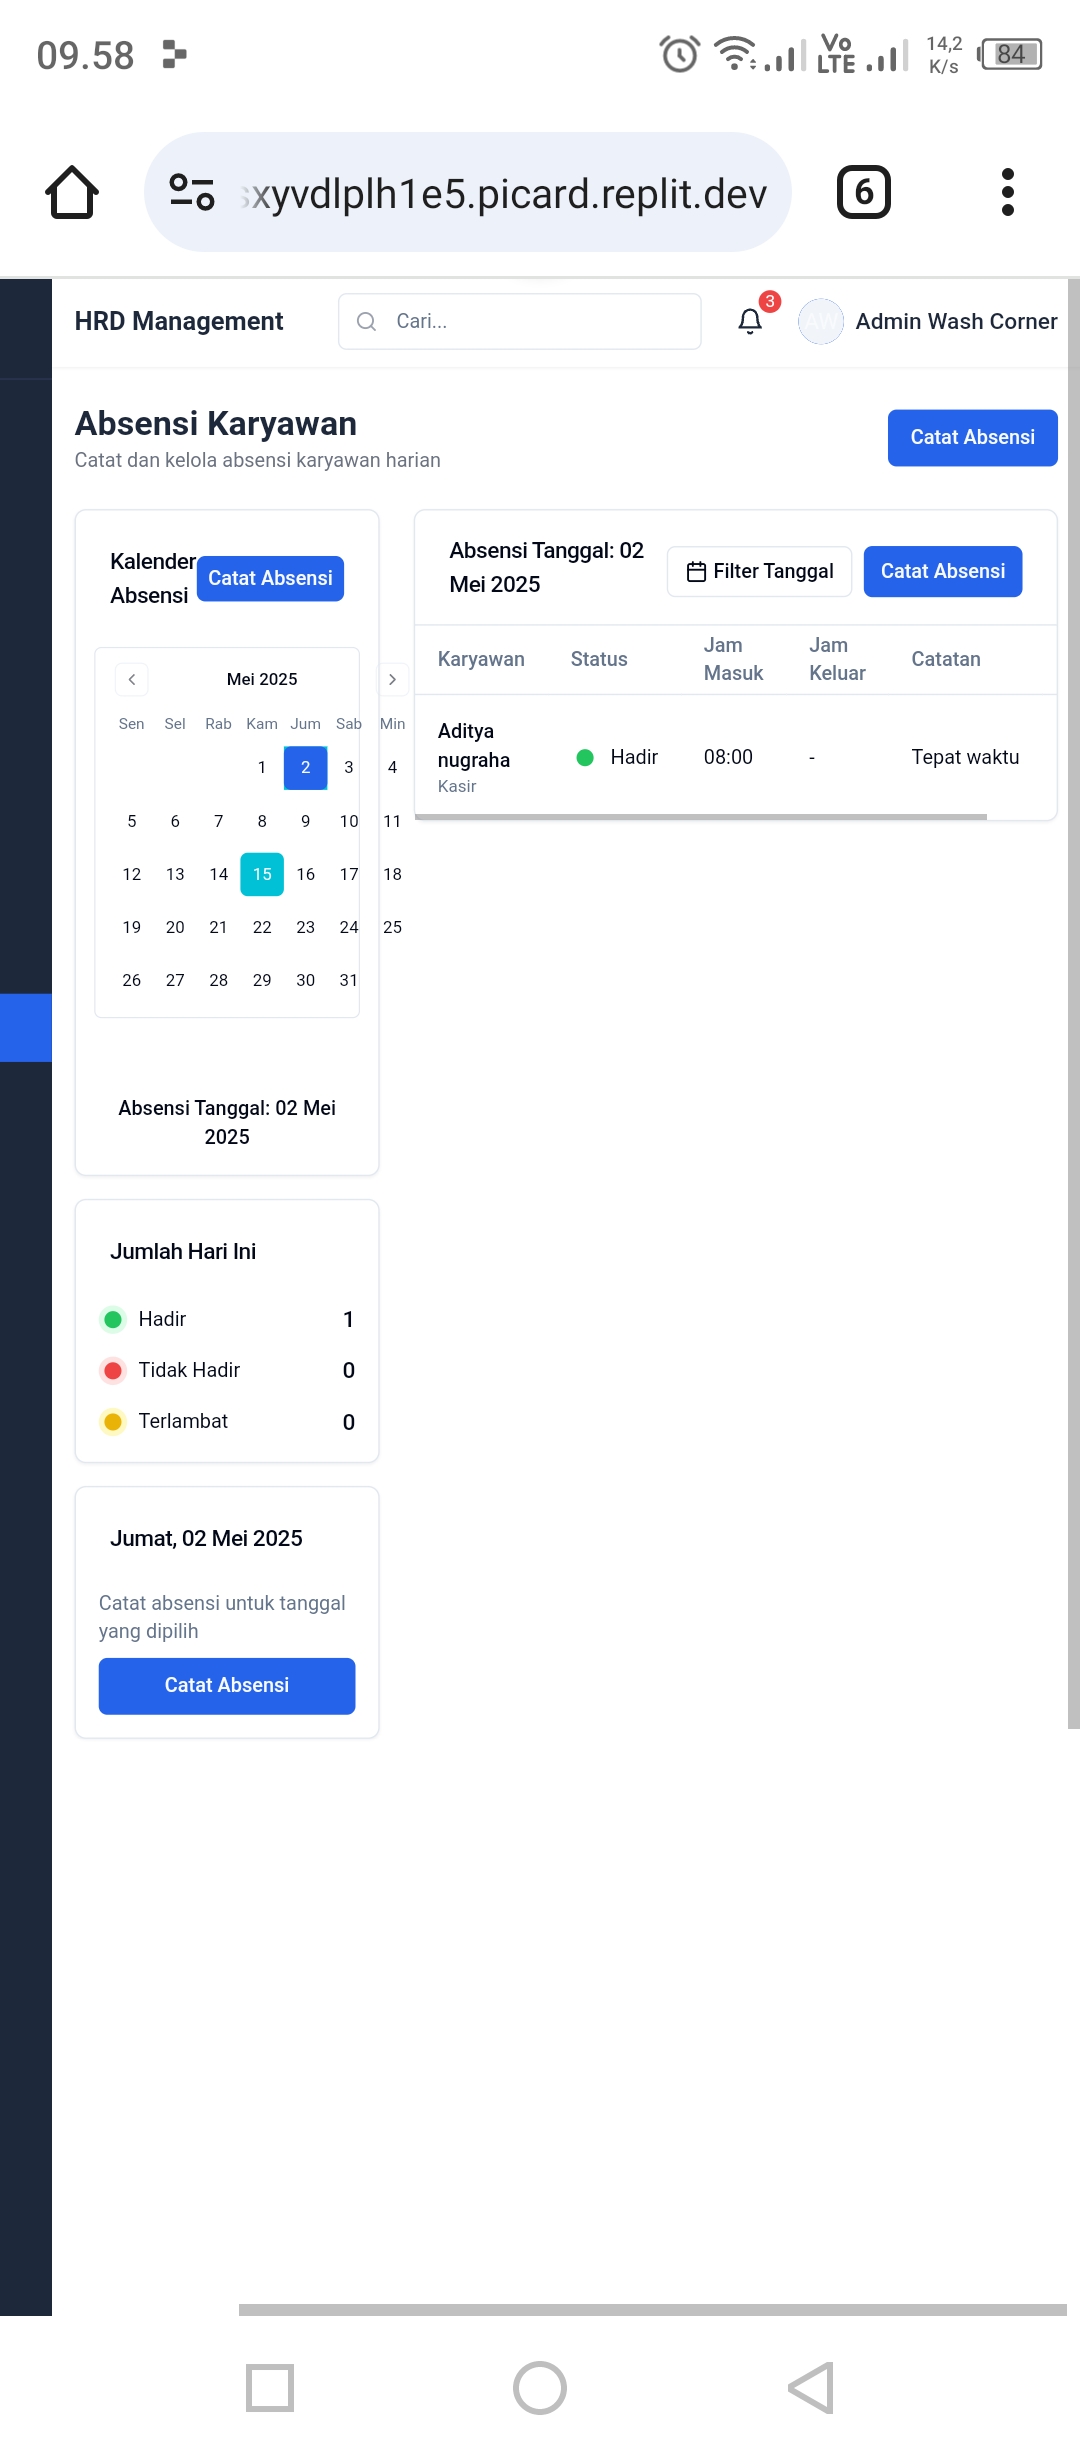 09.58
Vo LTE
14,2 K/s
84
xyvdlplh1e5.picard.replit.dev
6
HRD Management
Cari...
3
AW
Admin Wash Corner
Absensi Karyawan
Catat dan kelola absensi karyawan harian
Catat Absensi
Kalender
Absensi
Catat Absensi
Mei 2025
Sen Sel Rab Kam Jum Sab Min
1 2 3 4
5 6 7 8 9 10 11
12 13 14 15 16 17 18
19 20 21 22 23 24 25
26 27 28 29 30 31
Absensi Tanggal: 02 Mei
2025
Absensi Tanggal: 02
Mei 2025
Filter Tanggal
Catat Absensi
Karyawan Status Jam Masuk Jam Keluar Catatan
Aditya
nugraha
Kasir
Hadir 08:00 - Tepat waktu
Jumlah Hari Ini
Hadir 1
Tidak Hadir 0
Terlambat 0
Jumat, 02 Mei 2025
Catat absensi untuk tanggal
yang dipilih
Catat Absensi